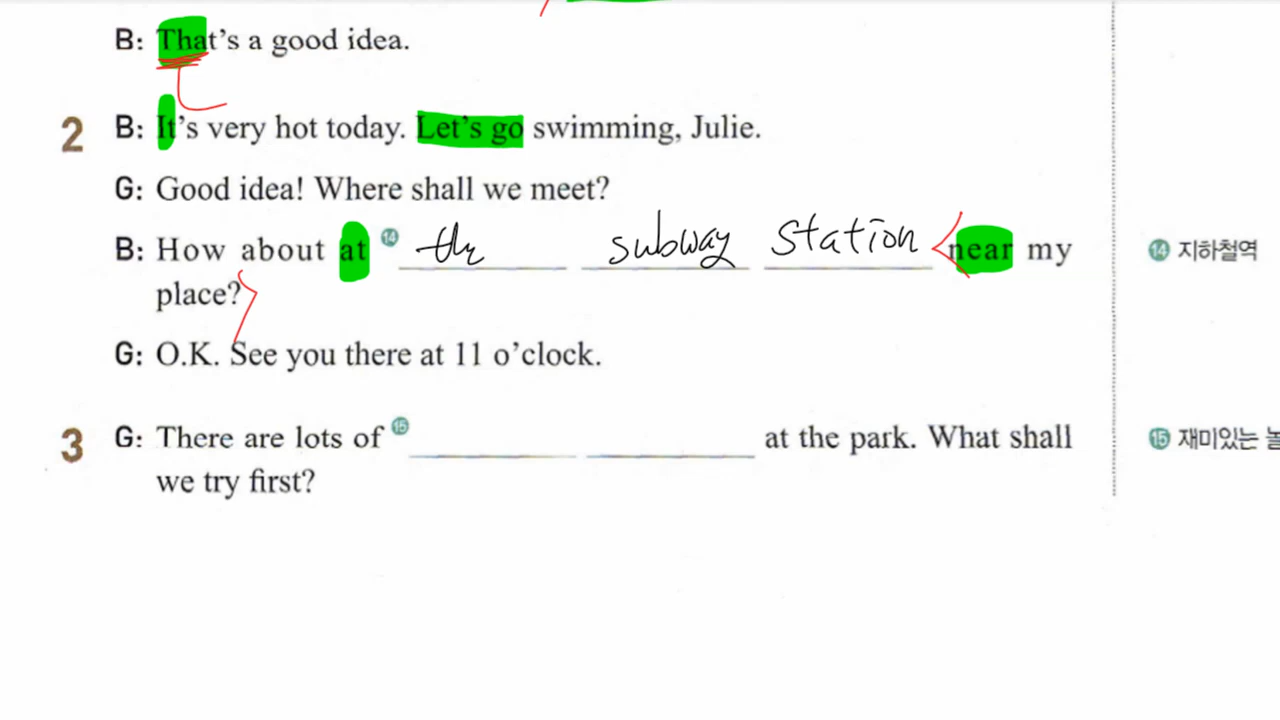 B: That's a good idea.
2 B: It's very hot today. Let's go swimming, Julie.
G: Good idea! Where shall we meet?
B: How about at ⑭ the subway station near my ⑭ 지하철역
place?
G: O.K. See you there at 11 o'clock.
3 G: There are lots of ⑮ at the park. What shall ⑮ 재미있는 놀
we try first?